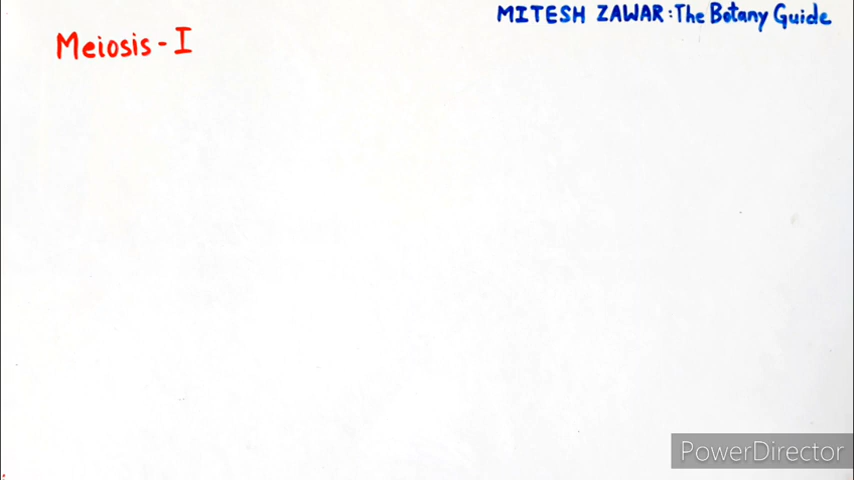 MITESH ZAWAR : The Botany Guide
Meiosis - I
PowerDirector